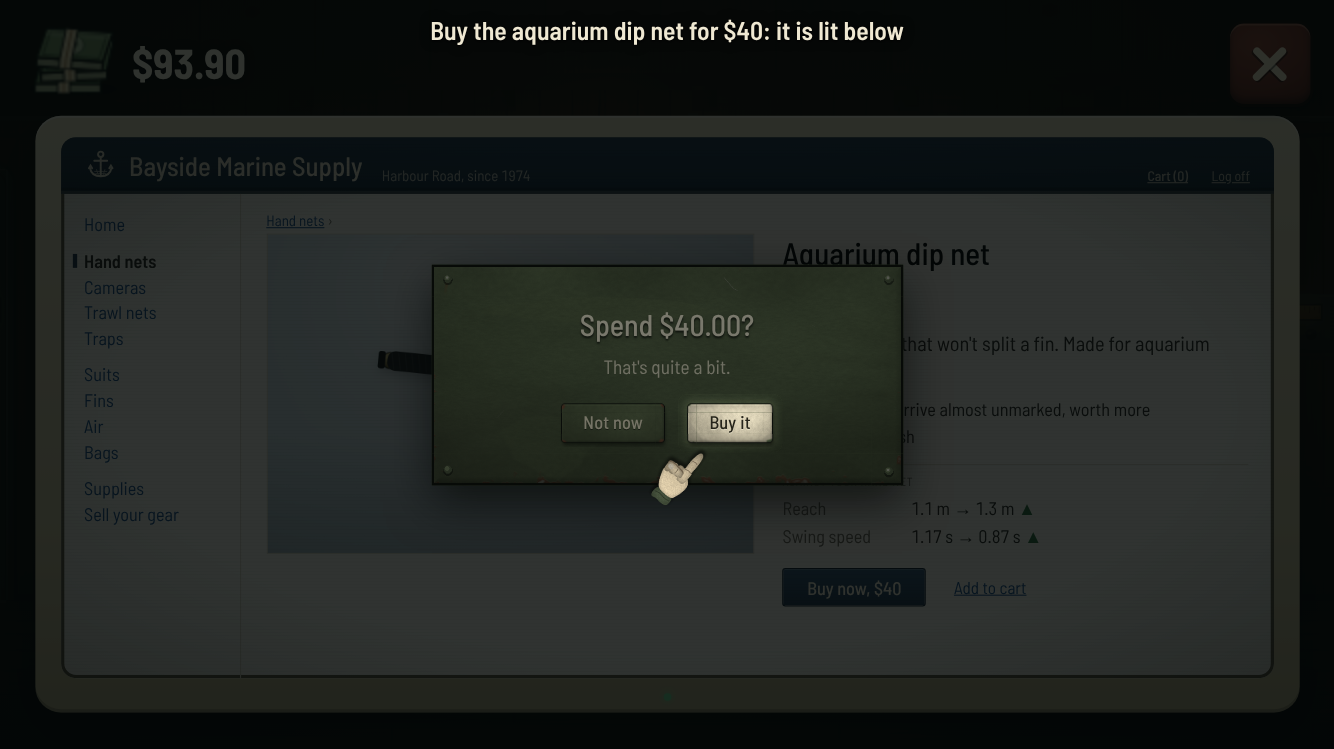 Buy the aquarium dip net for $40: it is lit below
$93.90
Bayside Marine Supply
Harbour Road, since 1974
Cart (0)
Log off
Home
Hand nets
Cameras
Trawl nets
Traps
Suits
Fins
Air
Bags
Supplies
Sell your gear
Hand nets ›
Aquarium dip net
that won't split a fin. Made for aquarium
rrive almost unmarked, worth more
sh
Reach 1.1 m → 1.3 m ▲
Swing speed 1.17 s → 0.87 s ▲
Buy now, $40
Add to cart
Spend $40.00?
That's quite a bit.
Not now
Buy it